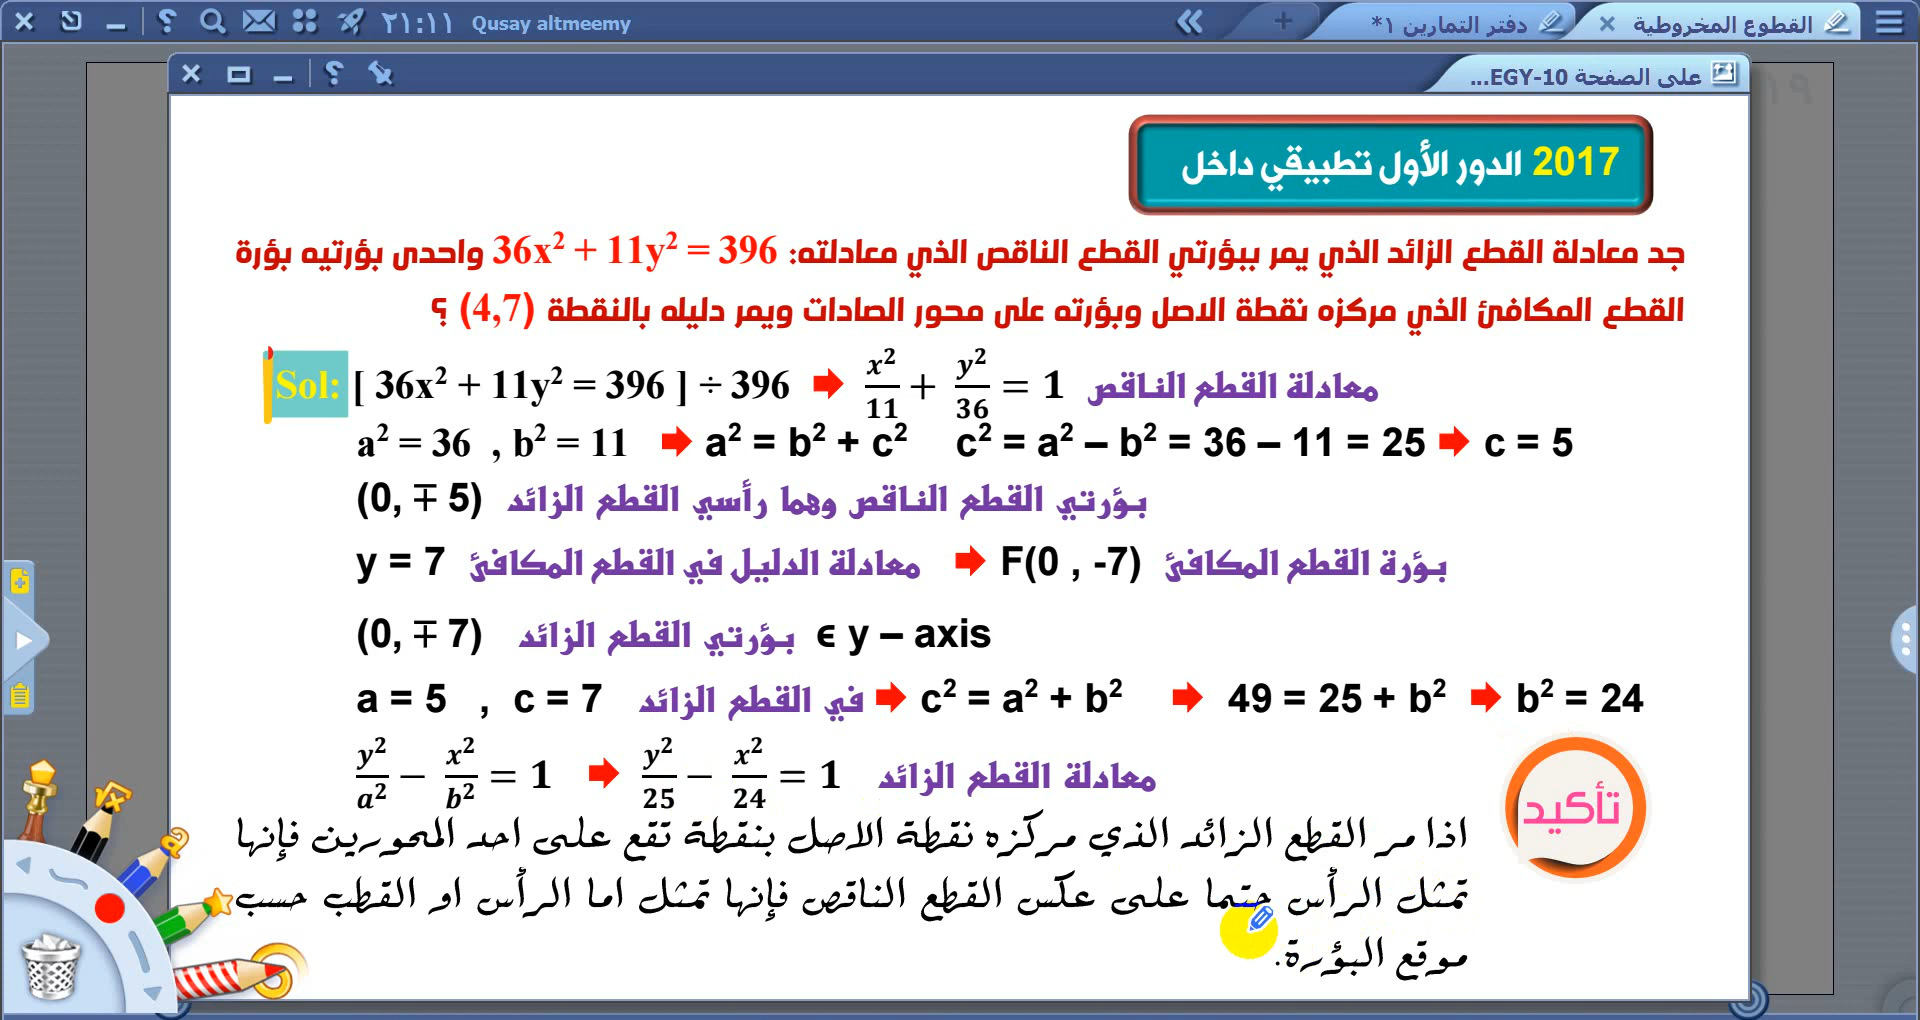 ٢١:١١ Qusay altmeemy
دفتر التمارين ١*
القطوع المخروطية
على الصفحة EGY-10...
١٩
2017 الدور الأول تطبيقي داخل
جد معادلة القطع الزائد الذي يمر ببؤرتي القطع الناقص الذي معادلته: 36x² + 11y² = 396 واحدى بؤرتيه بؤرة
القطع المكافئ الذي مركزه نقطة الاصل وبؤرته على محور الصادات ويمر دليله بالنقطة (4,7) ؟
Sol: [ 36x² + 11y² = 396 ] ÷ 396 ➡ x²/11 + y²/36 = 1 معادلة القطع الناقص
a² = 36 , b² = 11 ➡ a² = b² + c² c² = a² – b² = 36 – 11 = 25 ➡ c = 5
(0, ∓ 5) بؤرتي القطع الناقص وهما رأسي القطع الزائد
y = 7 معادلة الدليل في القطع المكافئ ➡ F(0 , -7) بؤرة القطع المكافئ
(0, ∓ 7) بؤرتي القطع الزائد ϵ y – axis
a = 5 , c = 7 في القطع الزائد ➡ c² = a² + b² ➡ 49 = 25 + b² ➡ b² = 24
y²/a² − x²/b² = 1 ➡ y²/25 − x²/24 = 1 معادلة القطع الزائد
تأكيد
اذا مر القطع الزائد الذي مركزه نقطة الاصل بنقطة تقع على احد المحورين فإنها
تمثل الرأس حتما على عكس القطع الناقص فإنها تمثل اما الرأس او القطب حسب
موقع البؤرة.